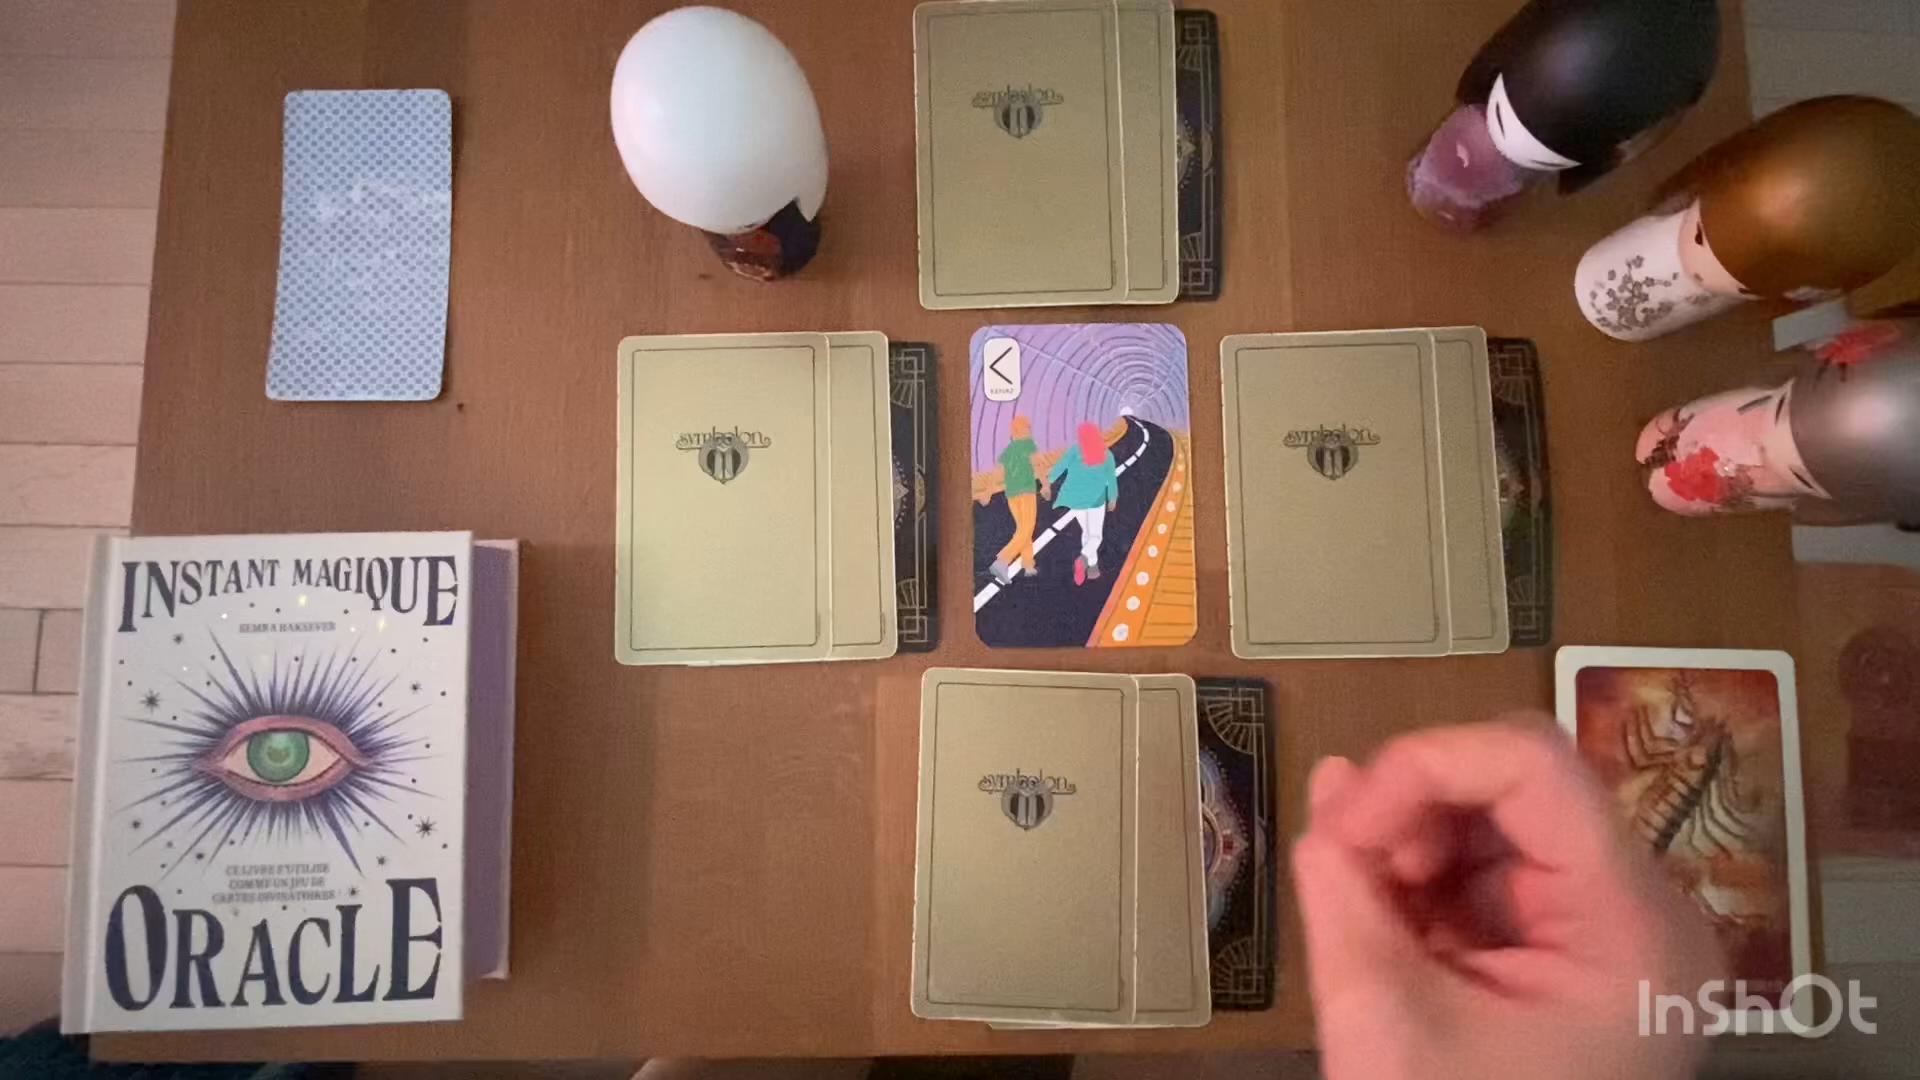 symbolon
symbolon
symbolon
KENAZ
INSTANT MAGIQUE
SEMRA HAKSEVER
CE LIVRE S'UTILISE
COMME UN JEU DE
CARTES DIVINATOIRES !
ORACLE
symbolon
InShOt